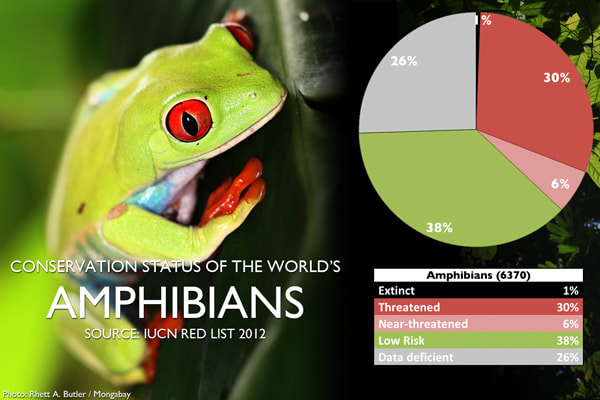 1%
30%
26%
6%
38%
CONSERVATION STATUS OF THE WORLD'S
AMPHIBIANS
SOURCE: IUCN RED LIST 2012
Amphibians (6370)
Extinct 1%
Threatened 30%
Near-threatened 6%
Low Risk 38%
Data deficient 26%
Photo: Rhett A. Butler / Mongabay